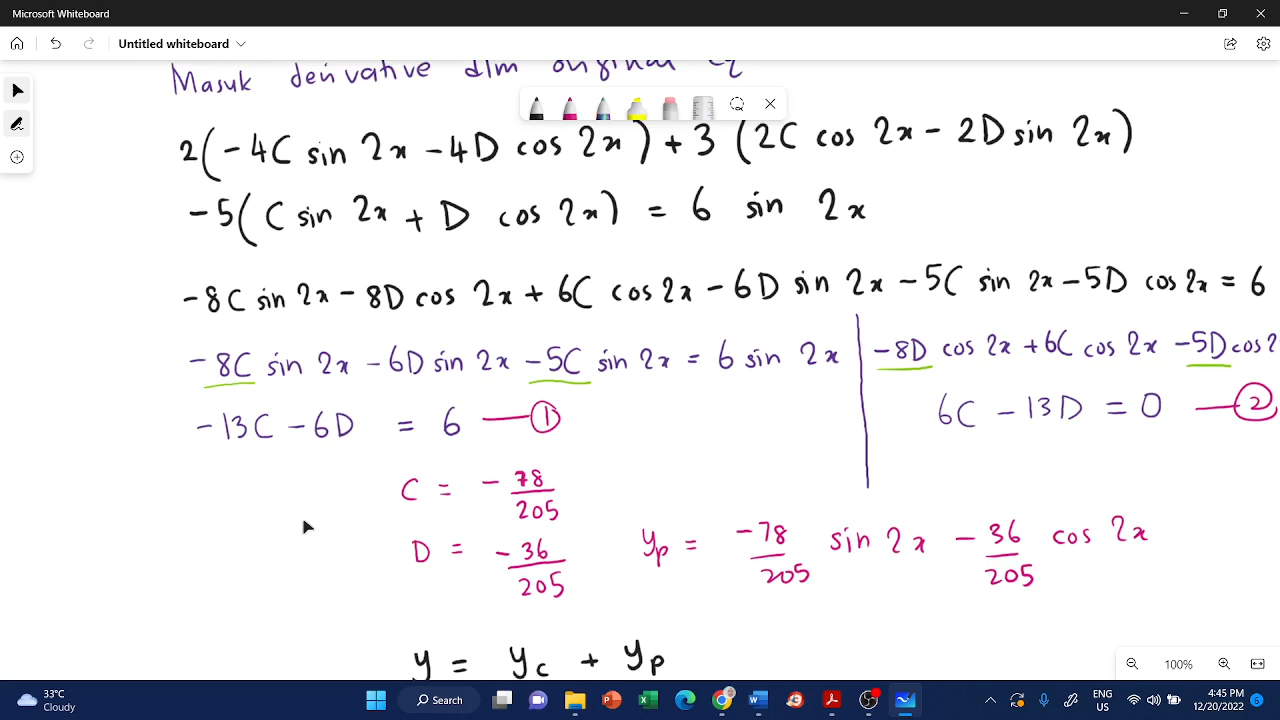 Microsoft Whiteboard
Untitled whiteboard
Masuk derivative dlm original eq
2(-4C sin 2x - 4D cos 2x) + 3 (2C cos 2x - 2D sin 2x)
-5(C sin 2x + D cos 2x) = 6 sin 2x
-8C sin 2x - 8D cos 2x + 6C cos 2x - 6D sin 2x - 5C sin 2x - 5D cos 2x = 6
-8C sin 2x - 6D sin 2x - 5C sin 2x = 6 sin 2x
-8D cos 2x + 6C cos 2x - 5D cos 2
-13C - 6D = 6 — ①
6C - 13D = 0 — ②
C = - 78/205
D = - 36/205
yp = -78/205 sin 2x - 36/205 cos 2x
y = yc + yp
100%
33°C
Cloudy
Search
ENG
US
4:45 PM
12/20/2022
5